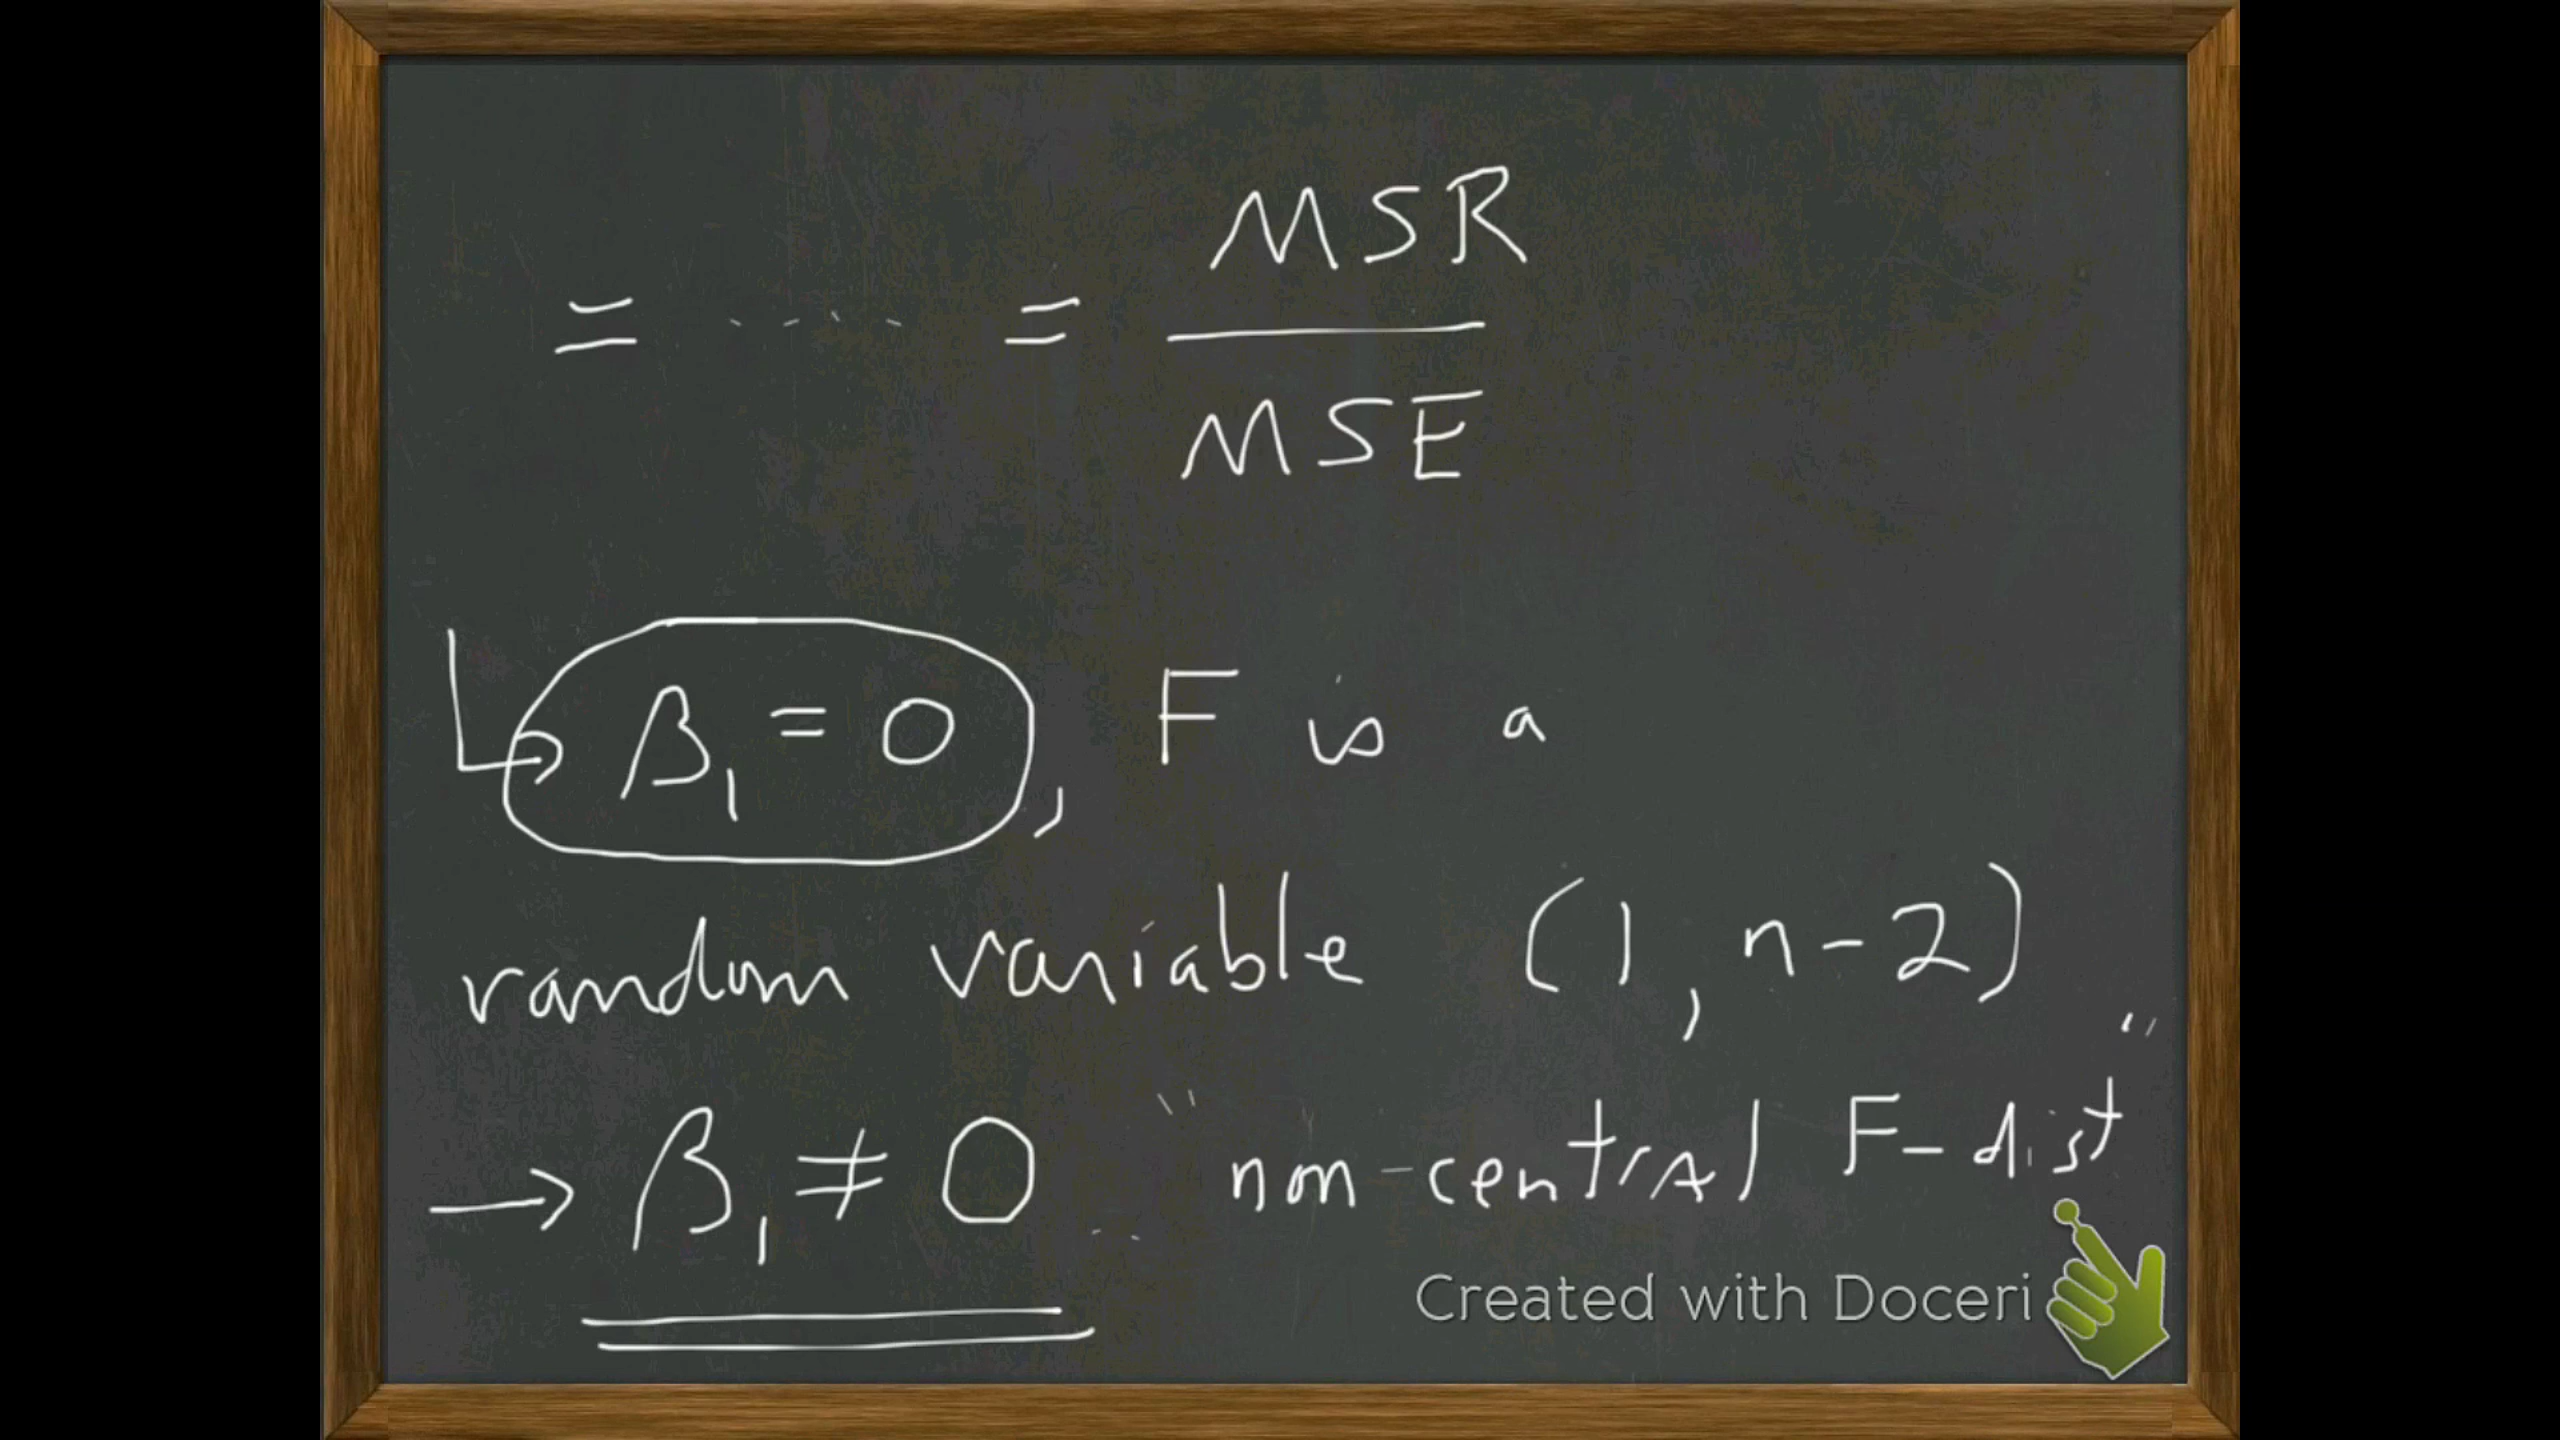 = .... = MSR / MSE
β₁ = 0, F is a
random variable (1, n-2)
→ β₁ ≠ 0 .. "non-central F-dist"
Created with Doceri